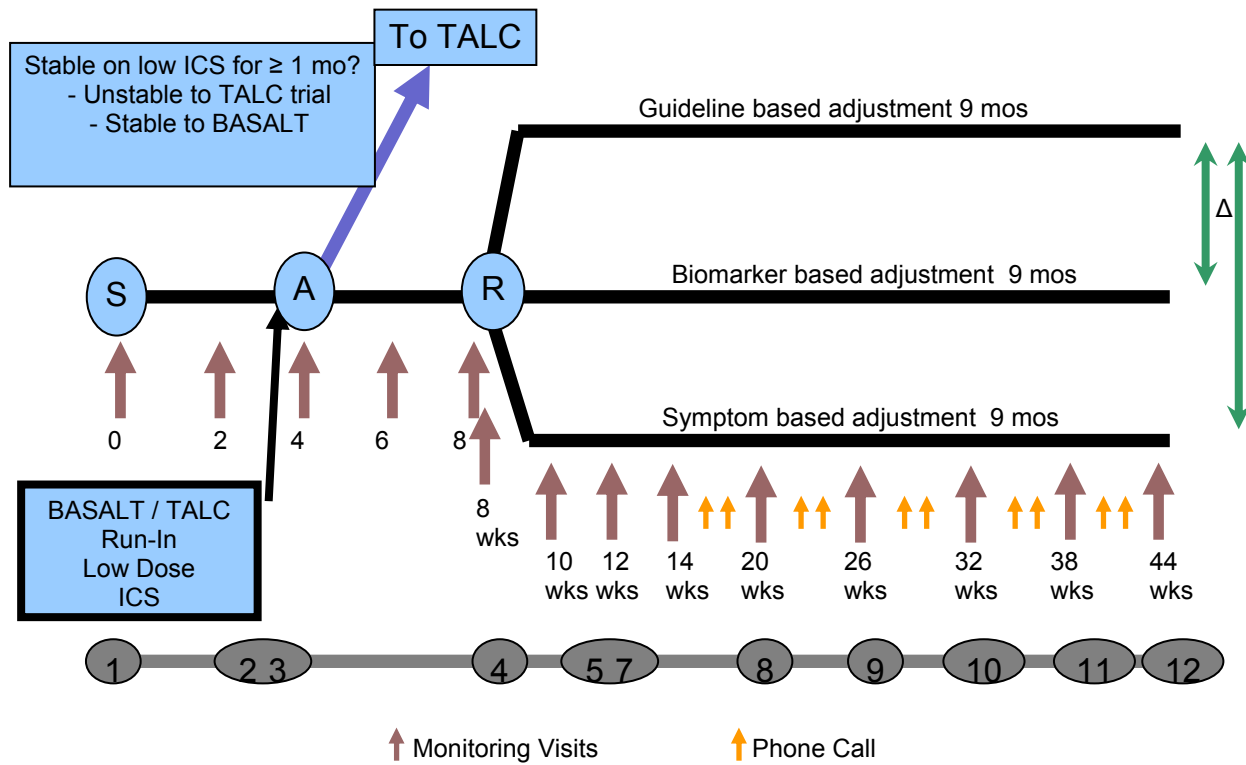 To TALC
Stable on low ICS for ≥ 1 mo?
- Unstable to TALC trial
- Stable to BASALT
Guideline based adjustment 9 mos
Δ
S
A
R
Biomarker based adjustment 9 mos
0
2
4
6
8
Symptom based adjustment 9 mos
BASALT / TALC
Run-In
Low Dose
ICS
8
wks
10
wks
12
wks
14
wks
20
wks
26
wks
32
wks
38
wks
44
wks
1
2 3
4
5 7
8
9
10
11
12
Monitoring Visits
Phone Call